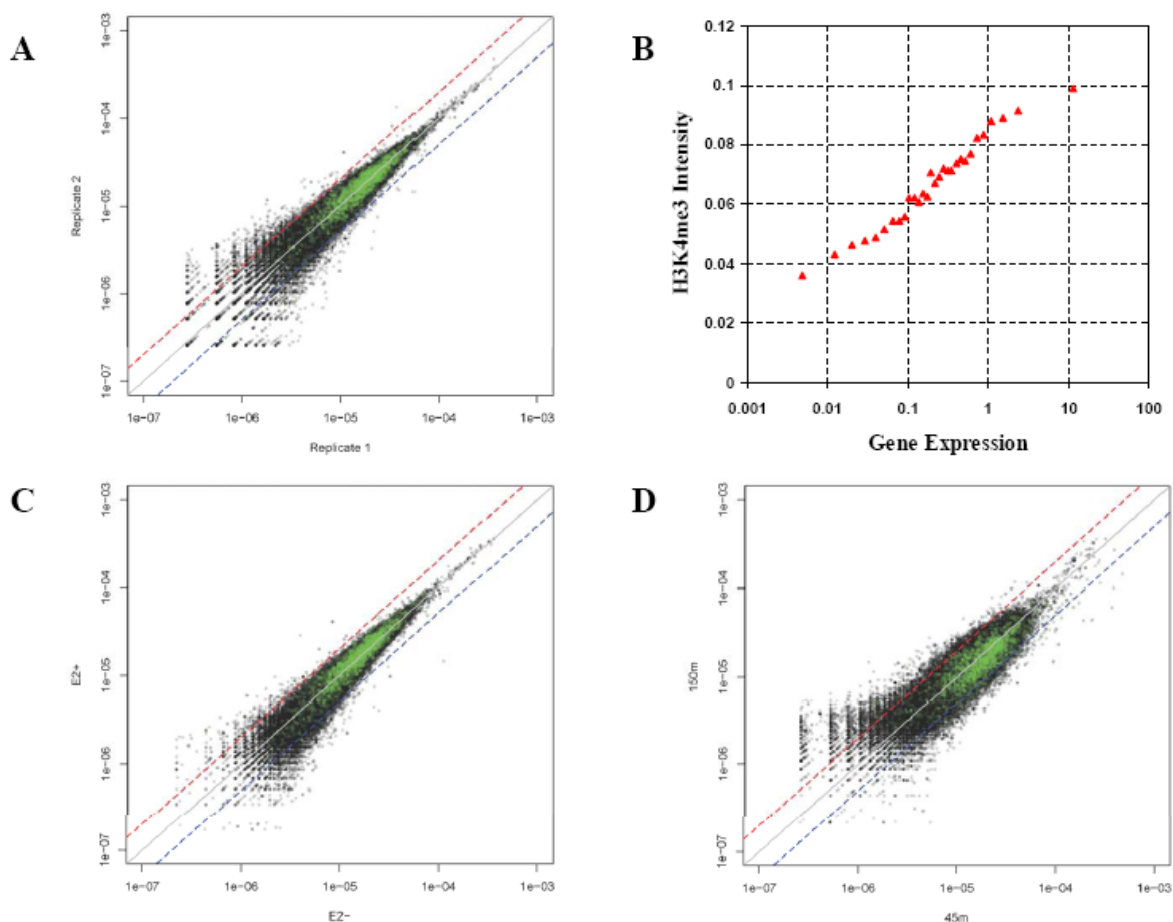 A
1e-03
1e-04
1e-05
1e-06
1e-07
Replicate 2
1e-07 1e-06 1e-05 1e-04 1e-03
Replicate 1
B
0.12
0.1
0.08
0.06
0.04
0.02
0
H3K4me3 Intensity
0.001 0.01 0.1 1 10 100
Gene Expression
C
1e-03
1e-04
1e-05
1e-06
1e-07
E2+
1e-07 1e-06 1e-05 1e-04 1e-03
E2-
D
1e-03
1e-04
1e-05
1e-06
1e-07
150m
1e-07 1e-06 1e-05 1e-04 1e-03
45m